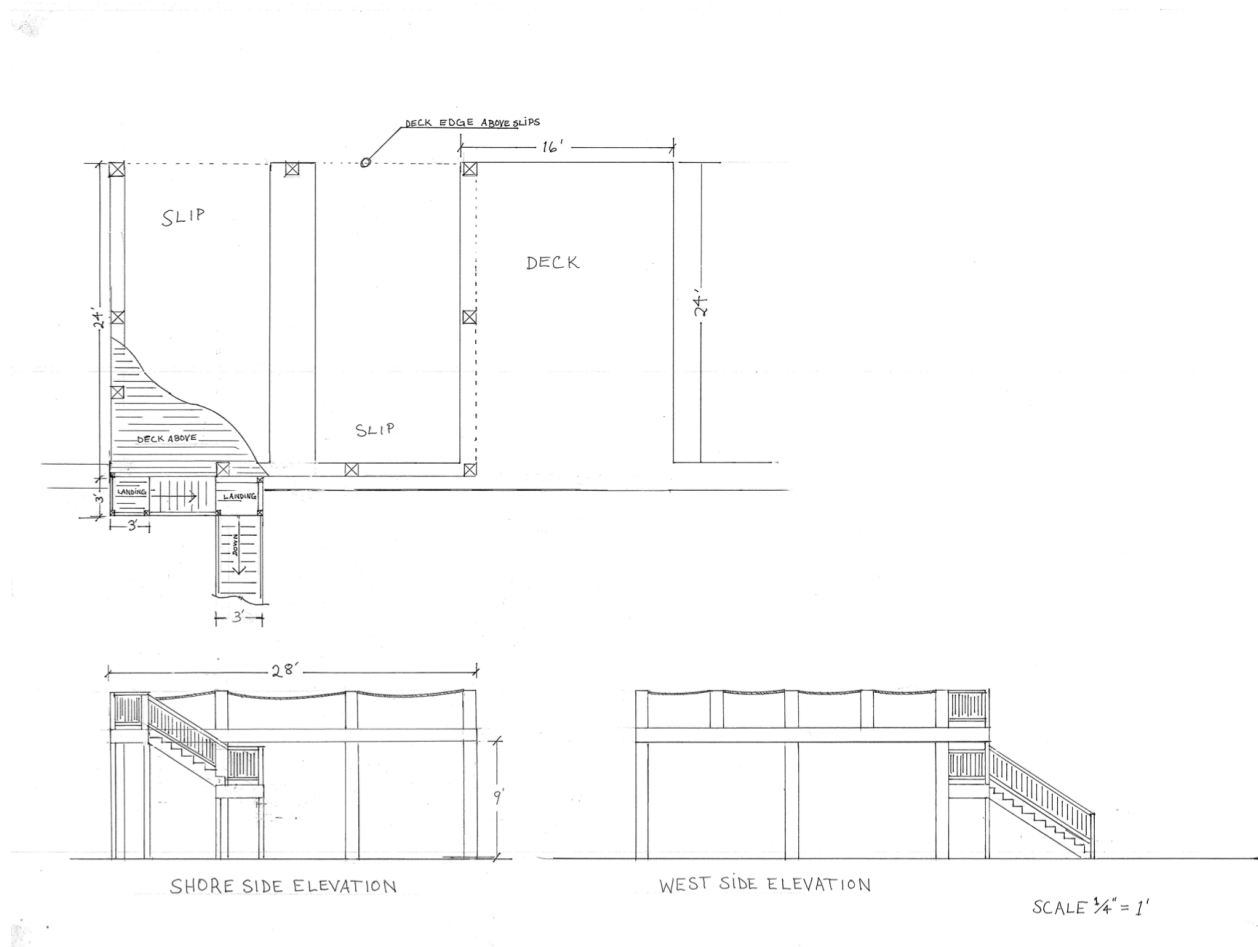 DECK EDGE ABOVE SLIPS
16'
SLIP
DECK
24'
24'
SLIP
DECK ABOVE
LANDING
LANDING
3'
3'
DOWN
3'
28'
9'
SHORE SIDE ELEVATION
WEST SIDE ELEVATION
SCALE 1/4" = 1'